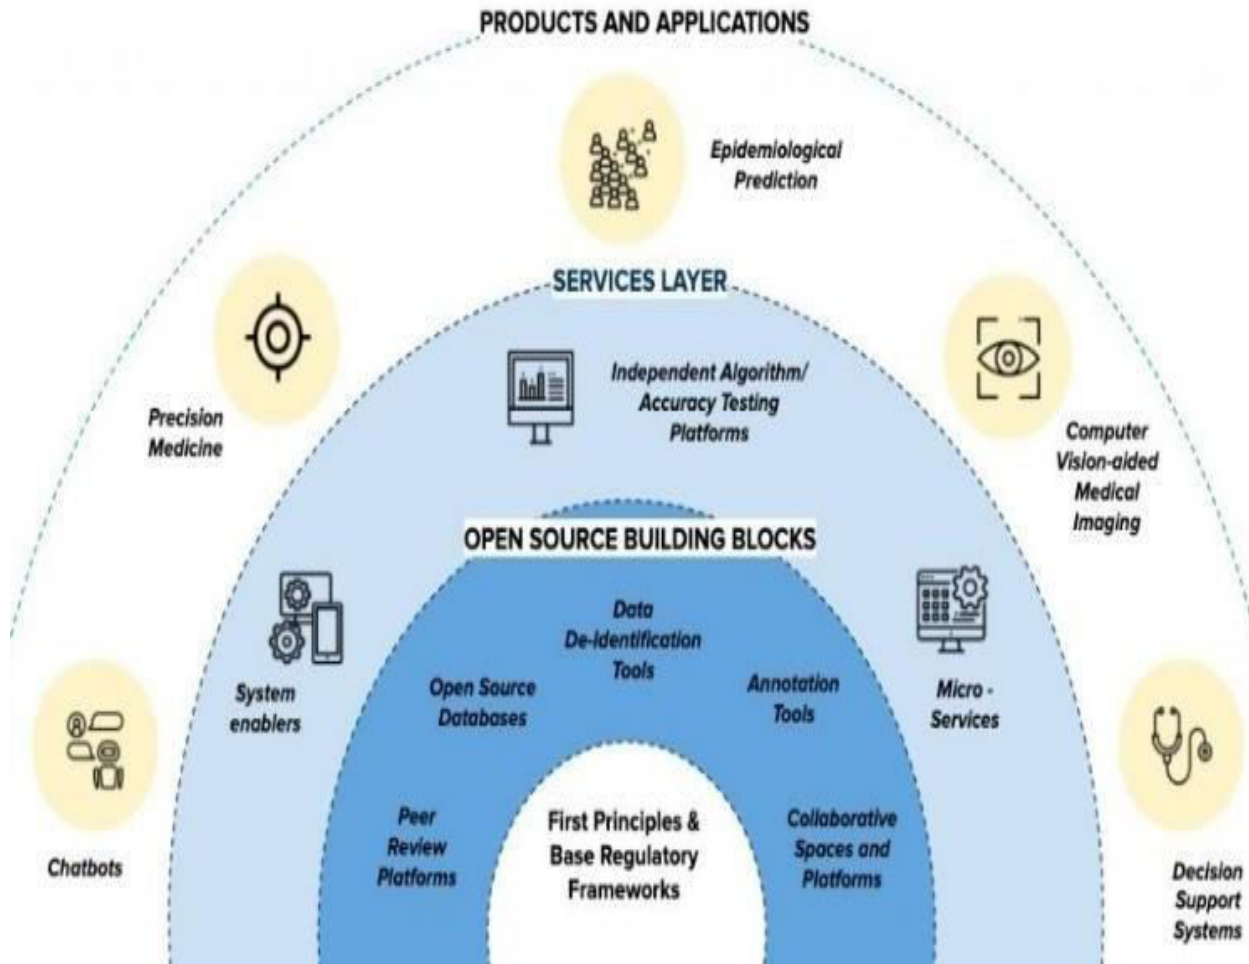 PRODUCTS AND APPLICATIONS
Epidemiological
Prediction
Precision
Medicine
Computer
Vision-aided
Medical
Imaging
Chatbots
Decision
Support
Systems
SERVICES LAYER
Independent Algorithm/
Accuracy Testing
Platforms
System
enablers
Micro -
Services
OPEN SOURCE BUILDING BLOCKS
Data
De-Identification
Tools
Open Source
Databases
Annotation
Tools
Peer
Review
Platforms
Collaborative
Spaces and
Platforms
First Principles &
Base Regulatory
Frameworks